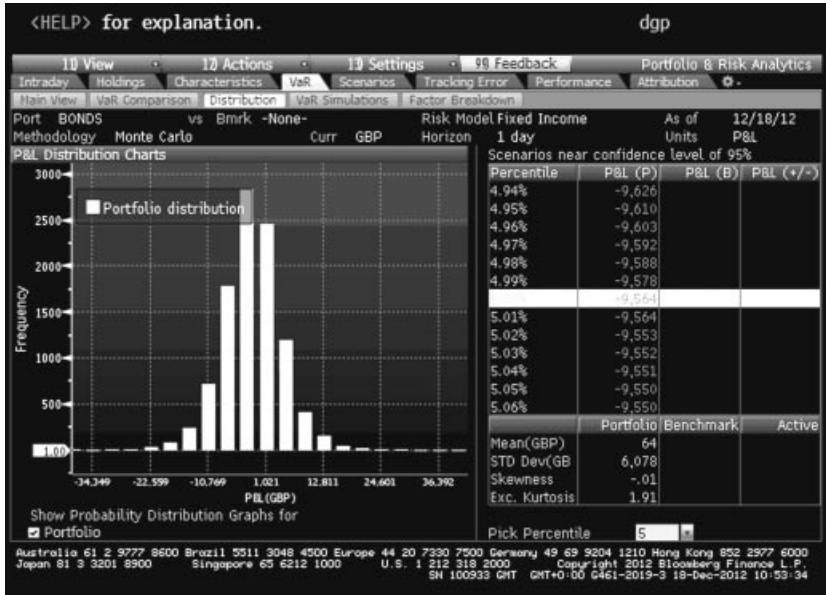 <HELP> for explanation. dgp
11) View 12) Actions 13) Settings 99) Feedback Portfolio & Risk Analytics
Intraday Holdings Characteristics VaR Scenarios Tracking Error Performance Attribution
Main View VaR Comparison Distribution VaR Simulations Factor Breakdown
Port BONDS vs Bmrk -None- Risk Model Fixed Income As of 12/18/12
Methodology Monte Carlo Curr GBP Horizon 1 day Units P&L
P&L Distribution Charts
3000
Portfolio distribution
2500
2000
1500
1000
500
1.00
Frequency
-34,349 -22,559 -10,769 1,021 12,811 24,601 36,392
P&L(GBP)
Show Probability Distribution Graphs for
Portfolio
Scenarios near confidence level of 95%
Percentile P&L (P) P&L (B) P&L (+/-)
4.94% -9,626
4.95% -9,610
4.96% -9,603
4.97% -9,592
4.98% -9,588
4.99% -9,578
-9,564
5.01% -9,564
5.02% -9,553
5.03% -9,552
5.04% -9,551
5.05% -9,550
5.06% -9,550
Portfolio Benchmark Active
Mean(GBP) 64
STD Dev(GB 6,078
Skewness -.01
Exc. Kurtosis 1.91
Pick Percentile 5
Australia 61 2 9777 8600 Brazil 5511 3048 4500 Europe 44 20 7330 7500 Germany 49 69 9204 1210 Hong Kong 852 2977 6000
Japan 81 3 3201 8900 Singapore 65 6212 1000 U.S. 1 212 318 2000 Copyright 2012 Bloomberg Finance L.P.
SN 100933 GMT GMT+0:00 G461-2019-3 18-Dec-2012 10:53:34